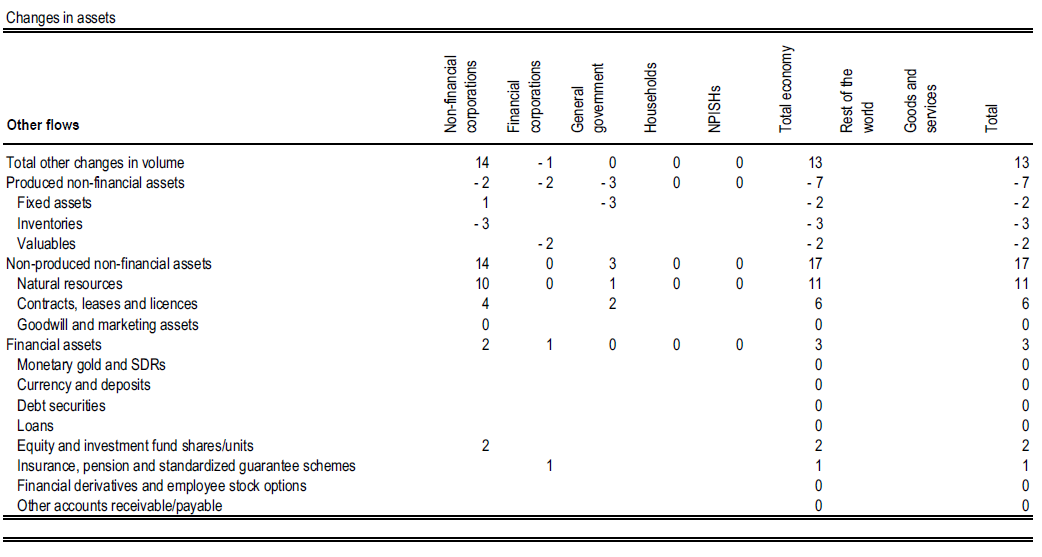 Changes in assets
Other flows Non-financial corporations Financial corporations General government Households NPISHs Total economy Rest of the world Goods and services Total
Total other changes in volume 14 - 1 0 0 0 13 13
Produced non-financial assets - 2 - 2 - 3 0 0 - 7 - 7
Fixed assets 1 - 3 - 2 - 2
Inventories - 3 - 3 - 3
Valuables - 2 - 2 - 2
Non-produced non-financial assets 14 0 3 0 0 17 17
Natural resources 10 0 1 0 0 11 11
Contracts, leases and licences 4 2 6 6
Goodwill and marketing assets 0 0 0
Financial assets 2 1 0 0 0 3 3
Monetary gold and SDRs 0 0
Currency and deposits 0 0
Debt securities 0 0
Loans 0 0
Equity and investment fund shares/units 2 2 2
Insurance, pension and standardized guarantee schemes 1 1 1
Financial derivatives and employee stock options 0 0
Other accounts receivable/payable 0 0